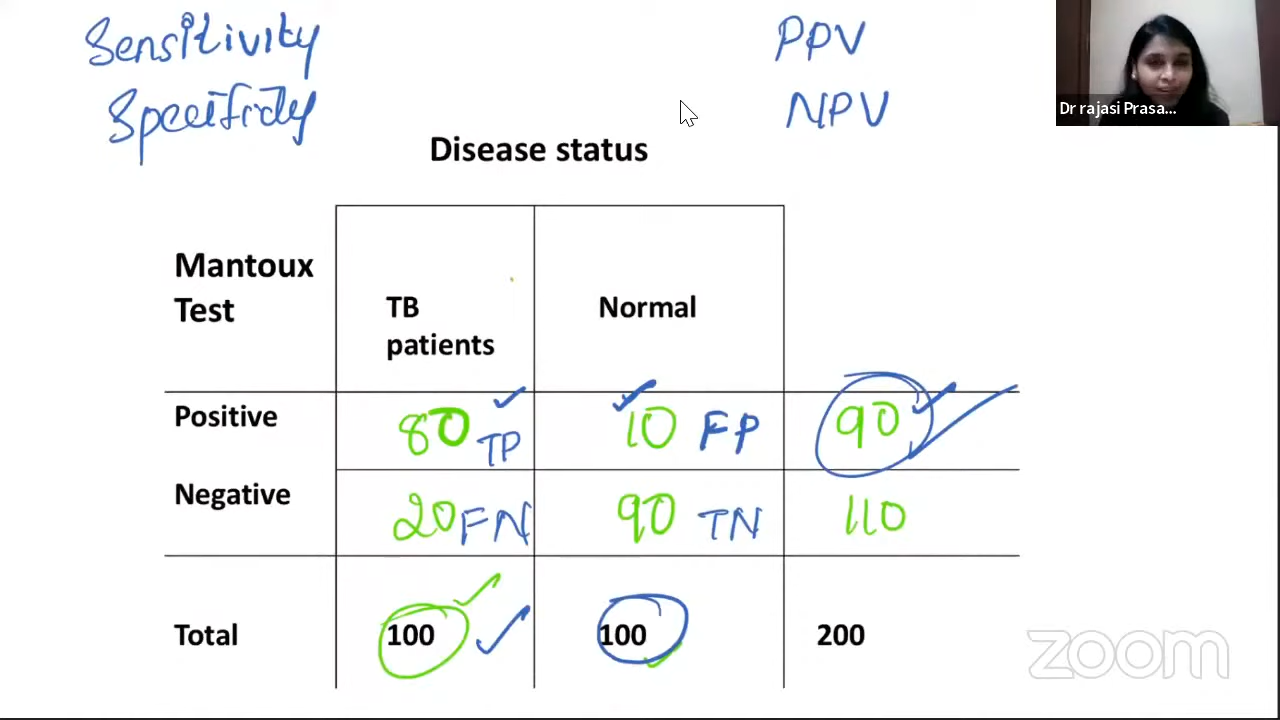 Sensitivity
PPV
Specificity
NPV
Dr rajasi Prasa...
Disease status
Mantoux
Test
TB
patients
Normal
Positive 80 TP 10 FP 90
Negative 20 FN 90 TN 110
Total 100 100 200
zoom